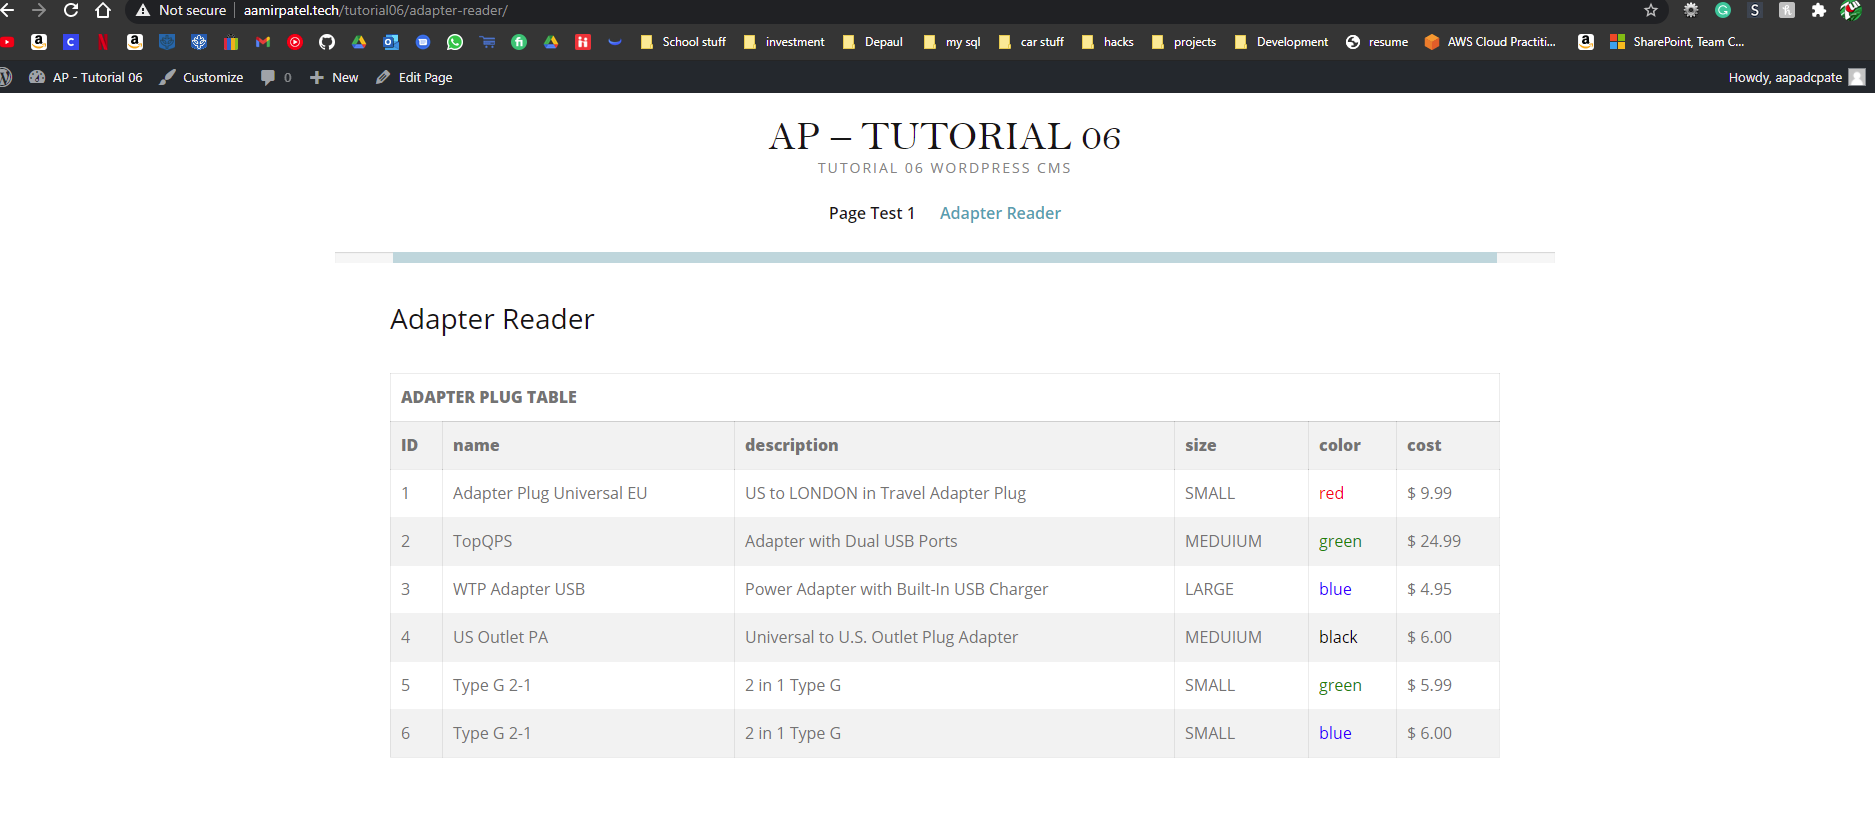 Not secure aamirpatel.tech/tutorial06/adapter-reader/
School stuff investment Depaul my sql car stuff hacks projects Development resume AWS Cloud Practiti... SharePoint, Team C...
AP - Tutorial 06 Customize 0 New Edit Page Howdy, aapadcpate
AP – TUTORIAL 06
TUTORIAL 06 WORDPRESS CMS
Page Test 1 Adapter Reader
Adapter Reader
ADAPTER PLUG TABLE
ID name description size color cost
1 Adapter Plug Universal EU US to LONDON in Travel Adapter Plug SMALL red $ 9.99
2 TopQPS Adapter with Dual USB Ports MEDUIUM green $ 24.99
3 WTP Adapter USB Power Adapter with Built-In USB Charger LARGE blue $ 4.95
4 US Outlet PA Universal to U.S. Outlet Plug Adapter MEDUIUM black $ 6.00
5 Type G 2-1 2 in 1 Type G SMALL green $ 5.99
6 Type G 2-1 2 in 1 Type G SMALL blue $ 6.00